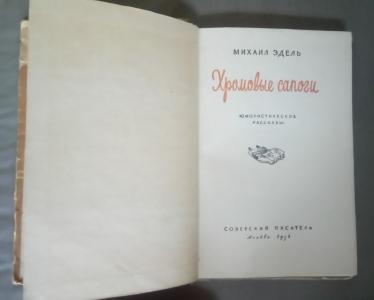 МИХАИЛ ЭДЕЛЬ
Хромовые сапоги
ЮМОРИСТИЧЕСКИЕ
РАССКАЗЫ
СОВЕТСКИЙ ПИСАТЕЛЬ
Москва